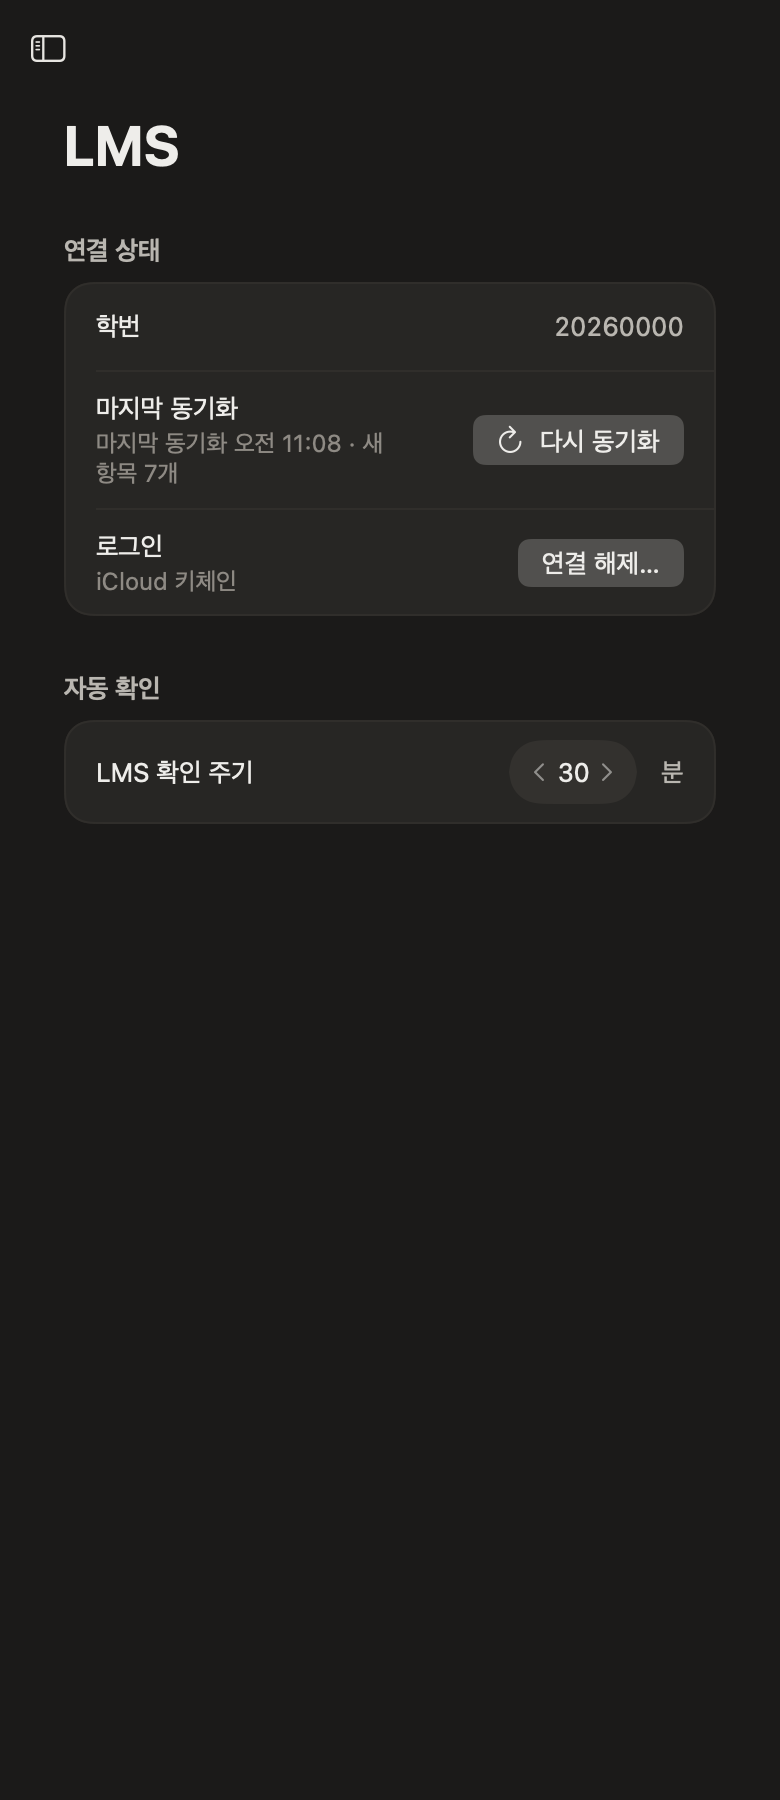 LMS
연결 상태
학번
20260000
마지막 동기화
마지막 동기화 오전 11:08 · 새
항목 7개
다시 동기화
로그인
iCloud 키체인
연결 해제...
자동 확인
LMS 확인 주기
30
분